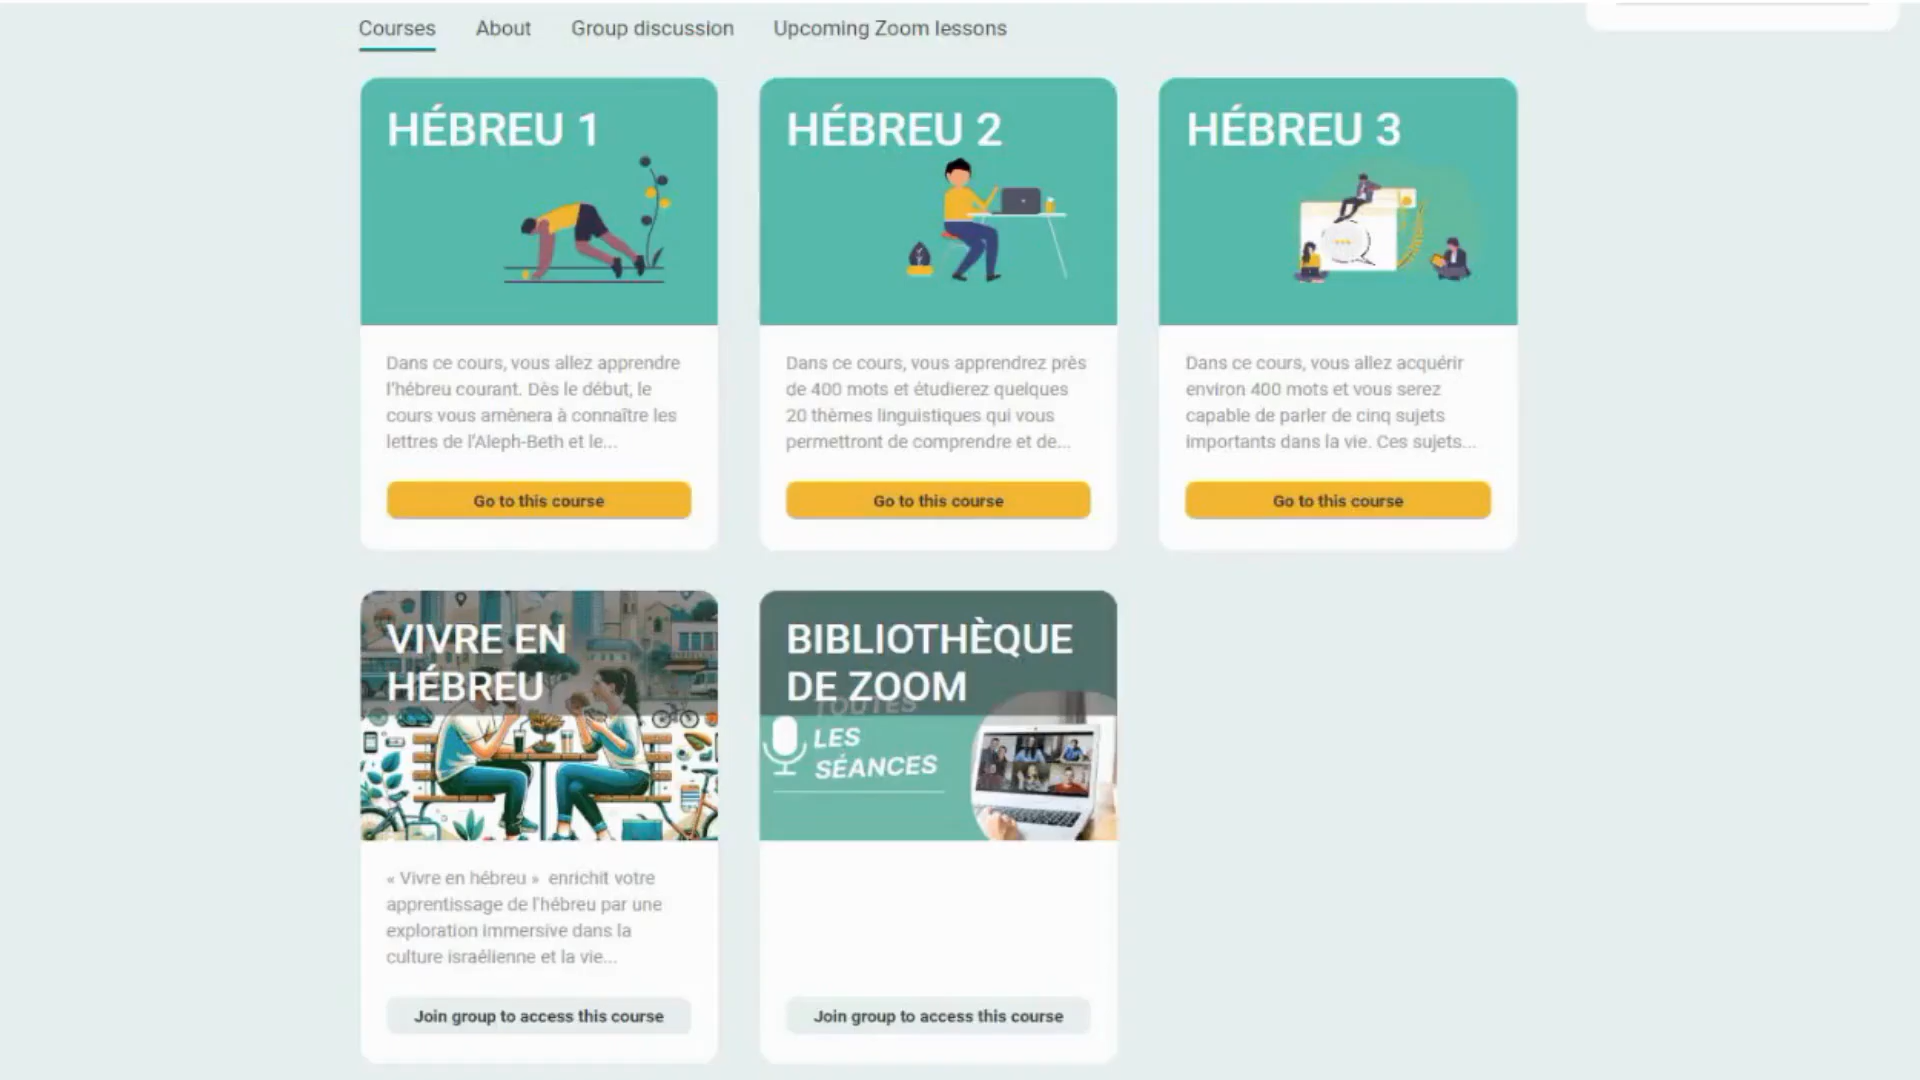 Courses About Group discussion Upcoming Zoom lessons
HÉBREU 1
Dans ce cours, vous allez apprendre
l'hébreu courant. Dès le début, le
cours vous amènera à connaître les
lettres de l'Aleph-Beth et le...
Go to this course
HÉBREU 2
Dans ce cours, vous apprendrez près
de 400 mots et étudierez quelques
20 thèmes linguistiques qui vous
permettront de comprendre et de...
Go to this course
HÉBREU 3
Dans ce cours, vous allez acquérir
environ 400 mots et vous serez
capable de parler de cinq sujets
importants dans la vie. Ces sujets...
Go to this course
VIVRE EN
HÉBREU
« Vivre en hébreu » enrichit votre
apprentissage de l'hébreu par une
exploration immersive dans la
culture israélienne et la vie...
Join group to access this course
BIBLIOTHÈQUE
DE ZOOM
TOUTES
LES
SÉANCES
Join group to access this course